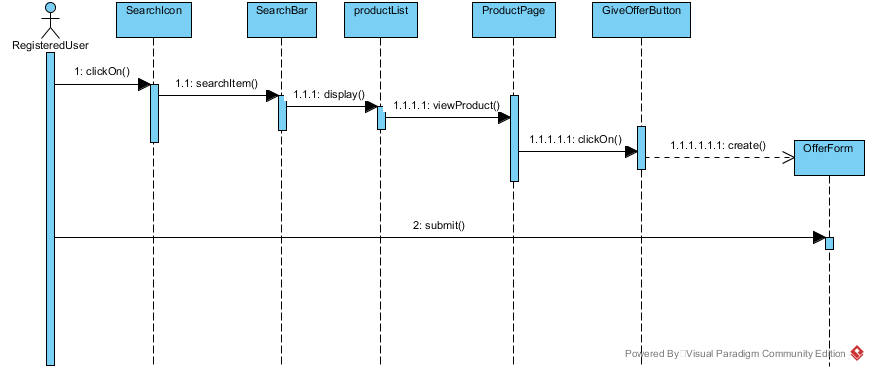 SearchIcon
SearchBar
productList
ProductPage
GiveOfferButton
RegisteredUser
1: clickOn()
1.1: searchItem()
1.1.1: display()
1.1.1.1: viewProduct()
1.1.1.1.1: clickOn()
1.1.1.1.1.1: create()
OfferForm
2: submit()
Powered By Visual Paradigm Community Edition